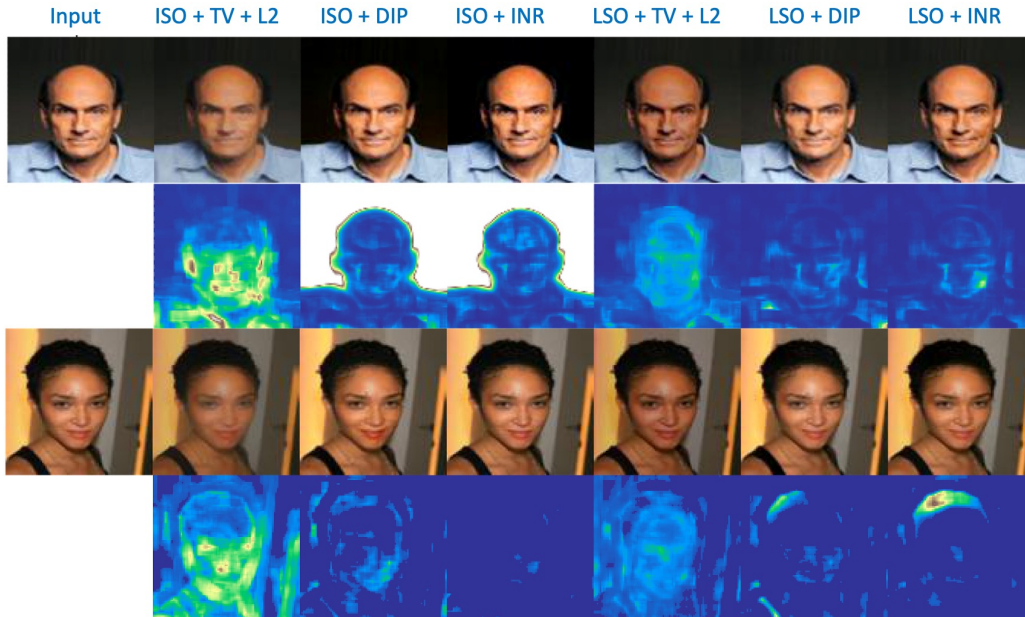 Input ISO + TV + L2 ISO + DIP ISO + INR LSO + TV + L2 LSO + DIP LSO + INR